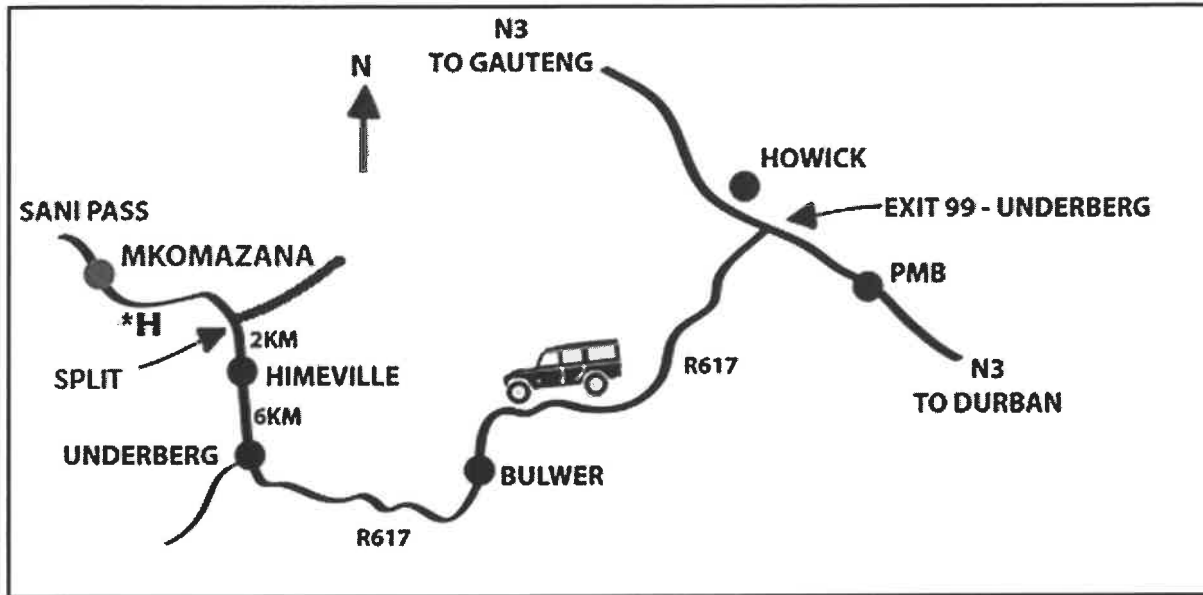 N3
TO GAUTENG
N
HOWICK
SANI PASS
EXIT 99 - UNDERBERG
MKOMAZANA
PMB
*H
2KM
SPLIT
HIMEVILLE
R617
N3
TO DURBAN
6KM
UNDERBERG
BULWER
R617